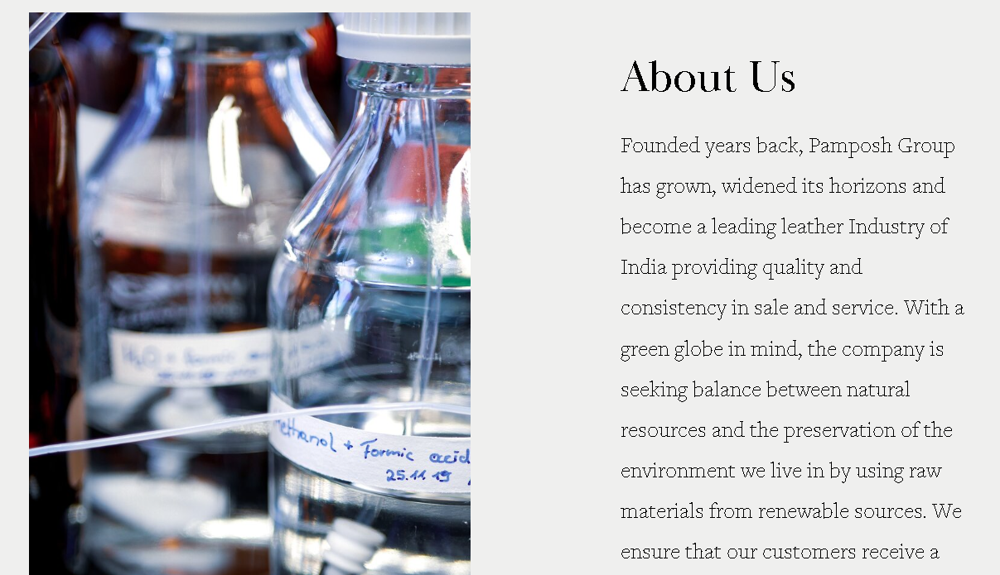 About Us
Founded years back, Pamposh Group
has grown, widened its horizons and
become a leading leather Industry of
India providing quality and
consistency in sale and service. With a
green globe in mind, the company is
seeking balance between natural
resources and the preservation of the
environment we live in by using raw
materials from renewable sources. We
ensure that our customers receive a
H₂O + formic
methanol + Formic acid
25.11 19